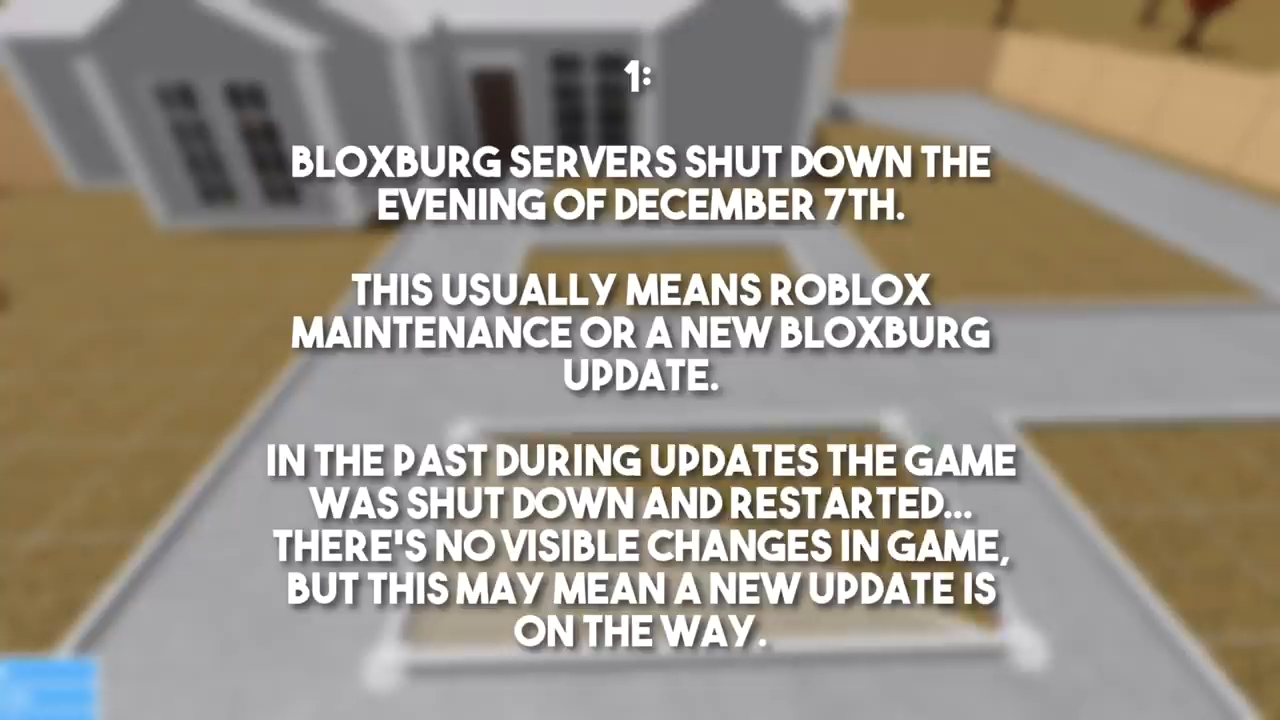 1:
BLOXBURG SERVERS SHUT DOWN THE
EVENING OF DECEMBER 7TH.
THIS USUALLY MEANS ROBLOX
MAINTENANCE OR A NEW BLOXBURG
UPDATE.
IN THE PAST DURING UPDATES THE GAME
WAS SHUT DOWN AND RESTARTED...
THERE'S NO VISIBLE CHANGES IN GAME,
BUT THIS MAY MEAN A NEW UPDATE IS
ON THE WAY.